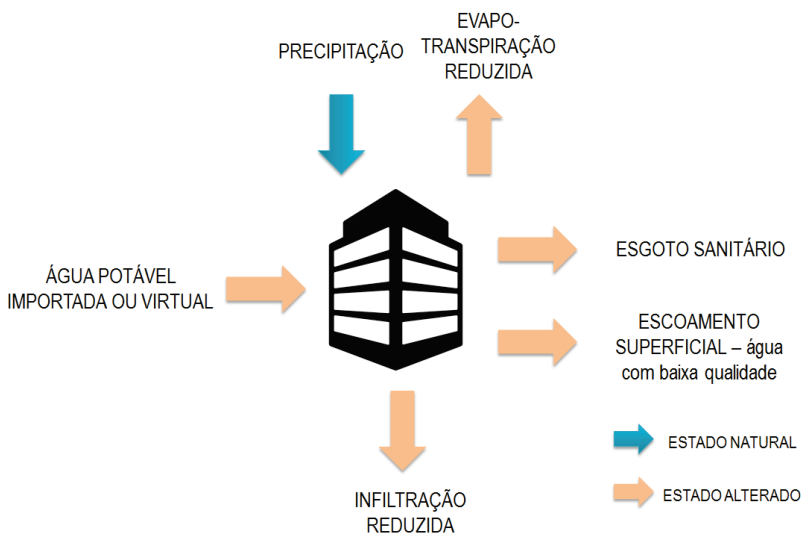 PRECIPITAÇÃO
EVAPO-
TRANSPIRAÇÃO
REDUZIDA
ÁGUA POTÁVEL
IMPORTADA OU VIRTUAL
ESGOTO SANITÁRIO
ESCOAMENTO
SUPERFICIAL – água
com baixa qualidade
INFILTRAÇÃO
REDUZIDA
ESTADO NATURAL
ESTADO ALTERADO